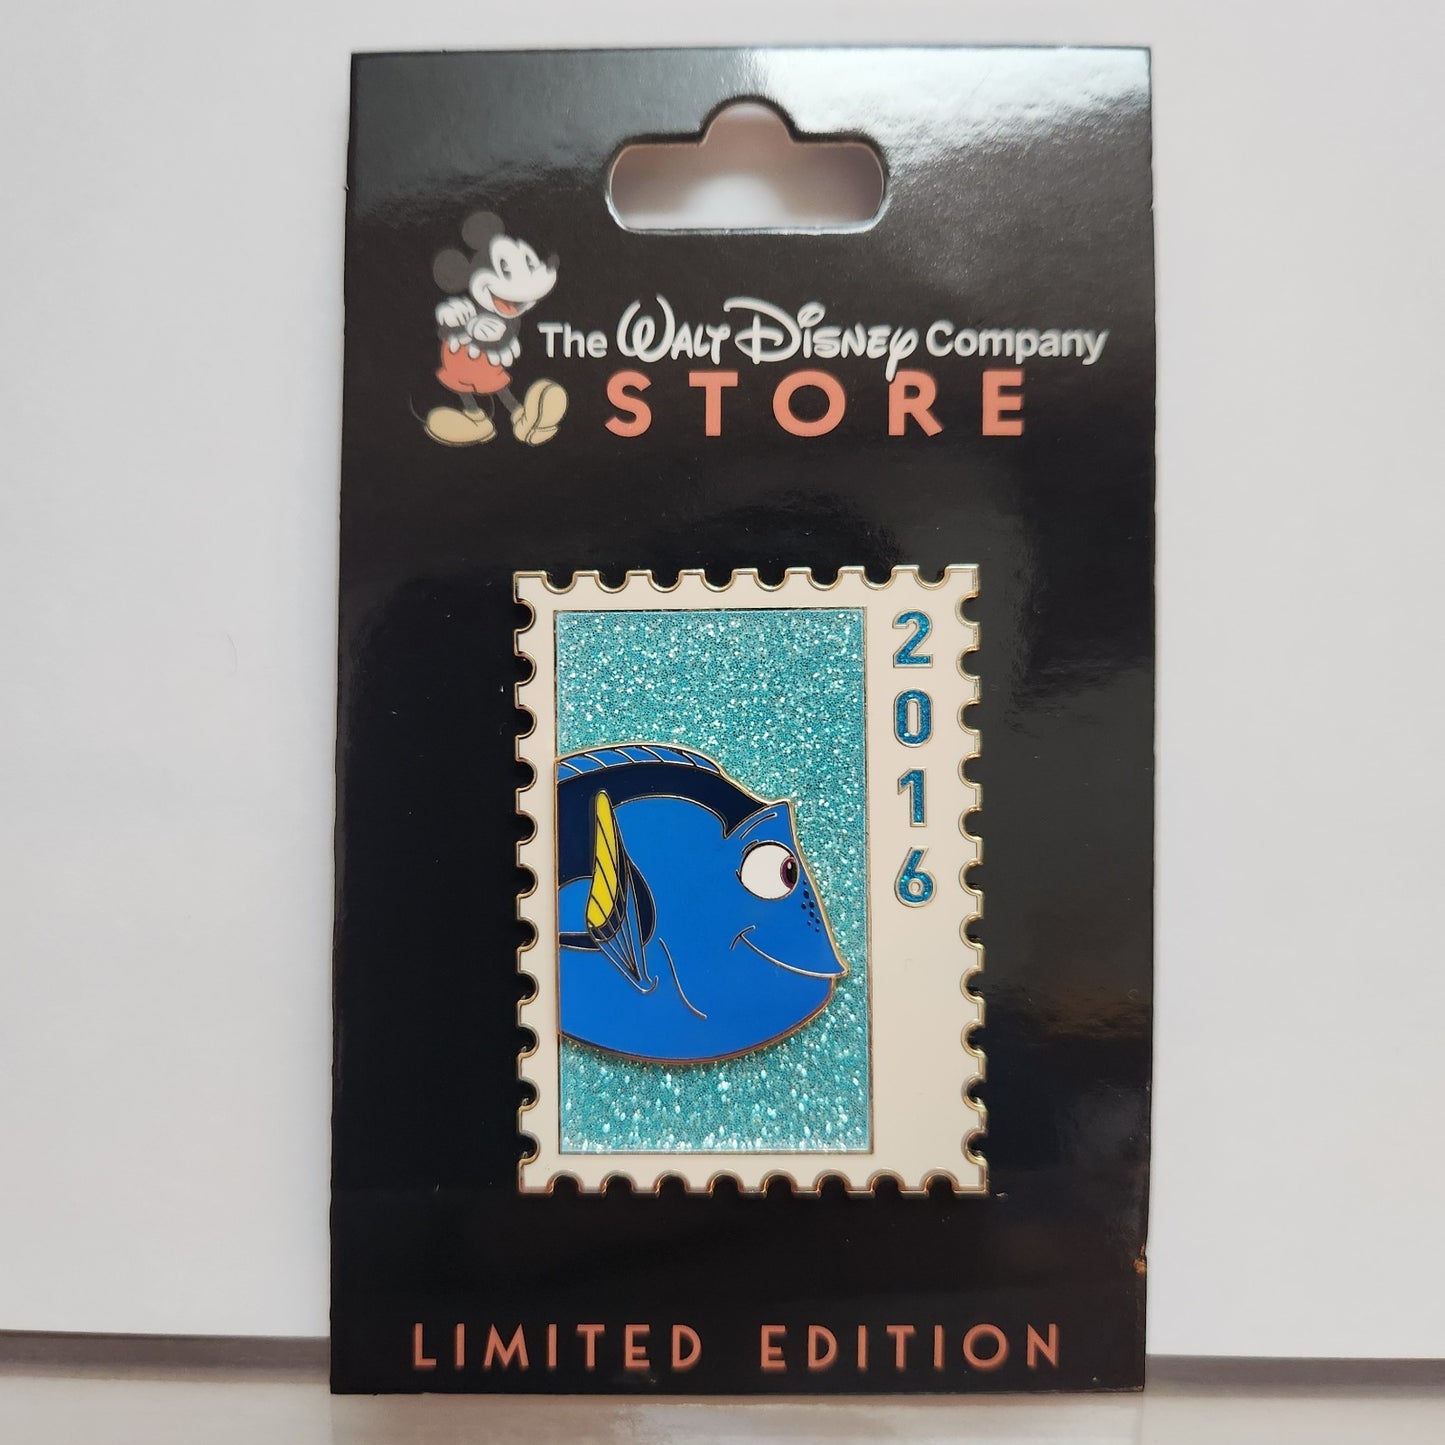 The Walt Disney Company
STORE
2016
LIMITED EDITION